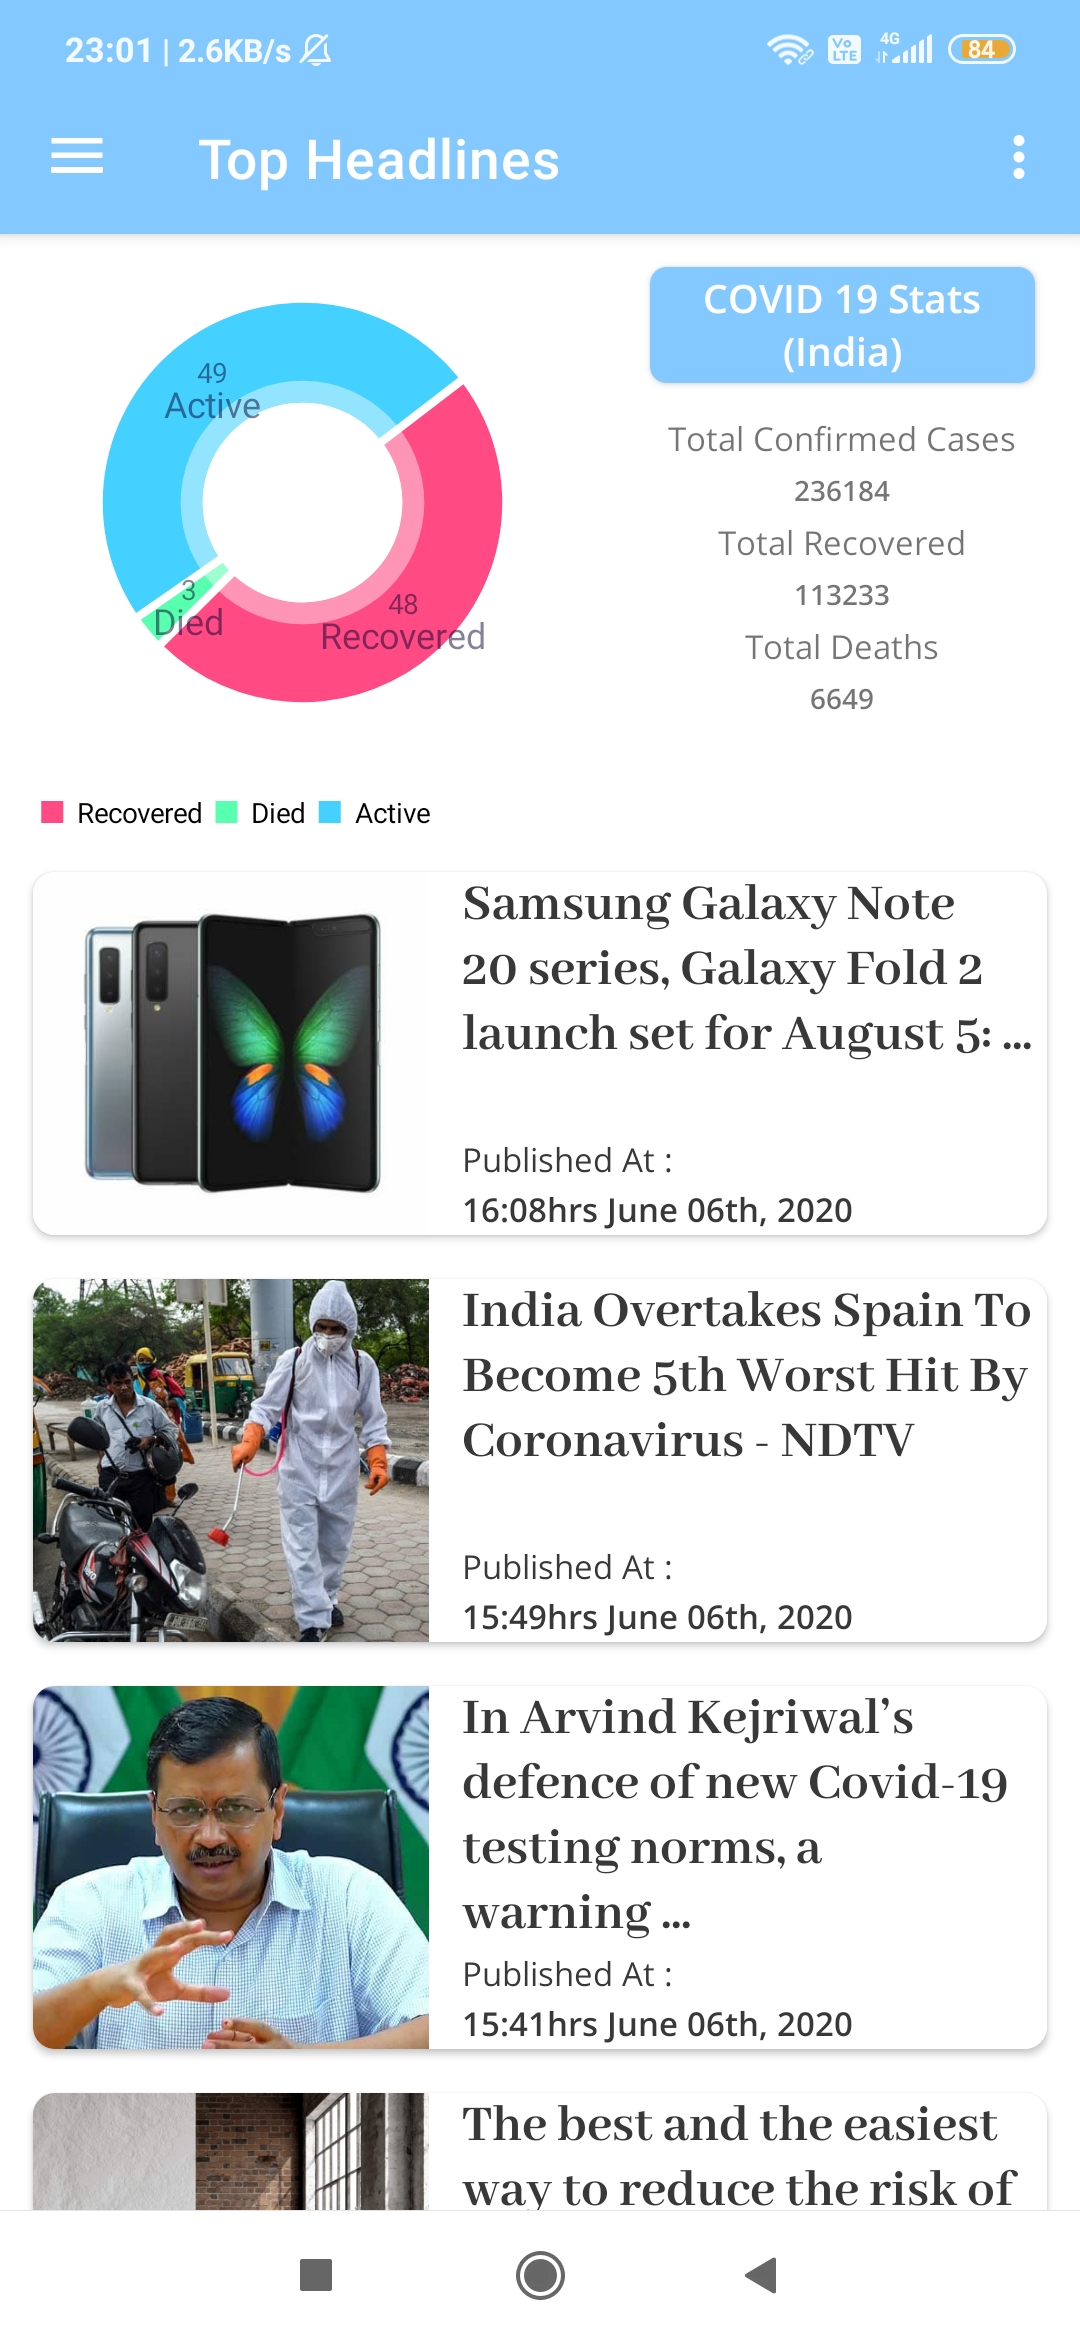 23:01 | 2.6KB/s
Vo
LTE
4G
84
Top Headlines
49
Active
3
Died
48
Recovered
COVID 19 Stats
(India)
Total Confirmed Cases
236184
Total Recovered
113233
Total Deaths
6649
Recovered Died Active
Samsung Galaxy Note
20 series, Galaxy Fold 2
launch set for August 5: ...
Published At :
16:08hrs June 06th, 2020
India Overtakes Spain To
Become 5th Worst Hit By
Coronavirus - NDTV
Published At :
15:49hrs June 06th, 2020
In Arvind Kejriwal’s
defence of new Covid-19
testing norms, a
warning ...
Published At :
15:41hrs June 06th, 2020
The best and the easiest
way to reduce the risk of